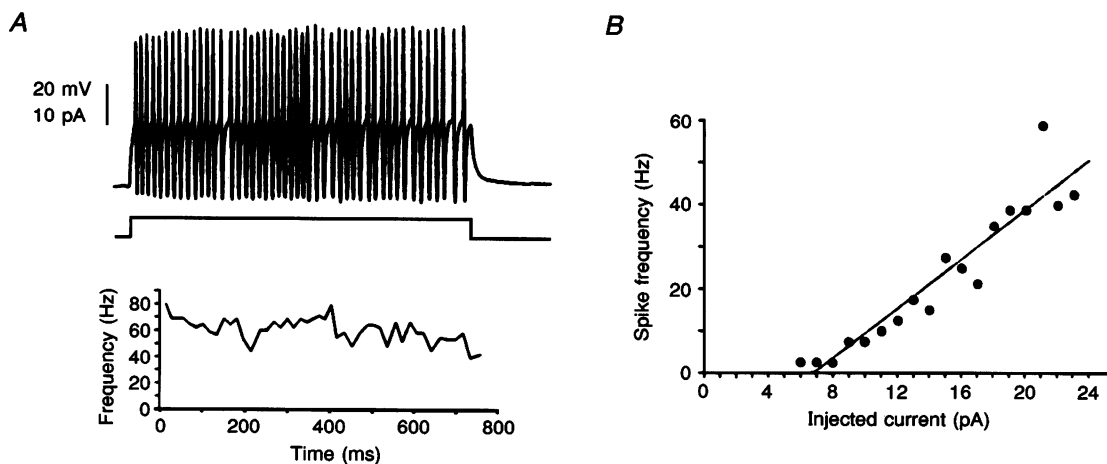 A
20 mV
10 pA
Frequency (Hz)
80
60
40
20
0
0 200 400 600 800
Time (ms)
B
Spike frequency (Hz)
60
40
20
0
0 4 8 12 16 20 24
Injected current (pA)